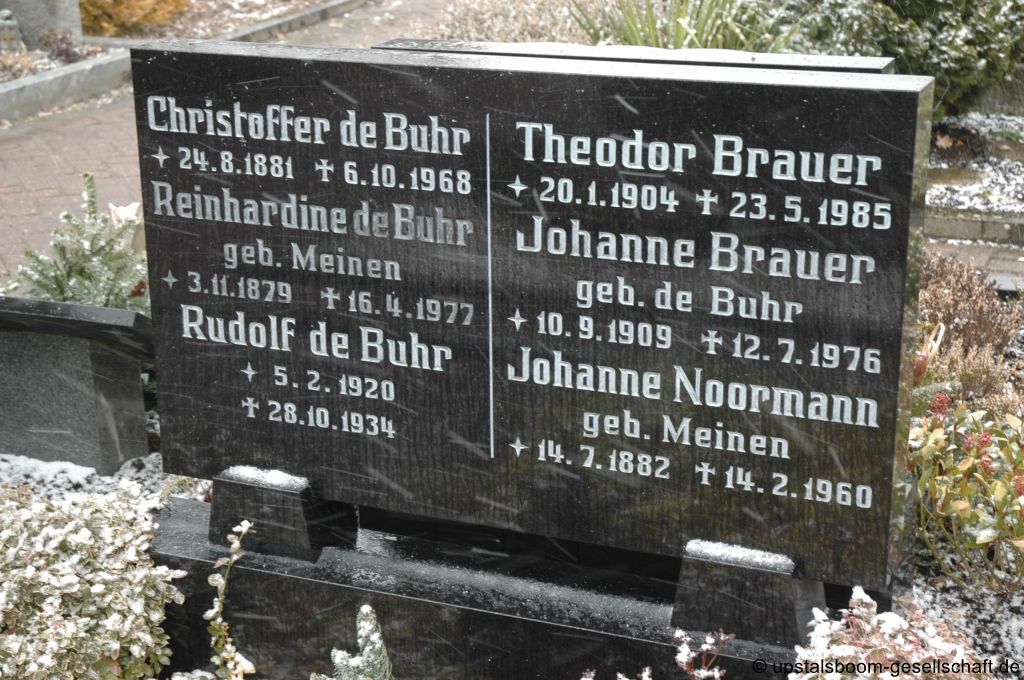 Christoffer de Buhr
✦ 24.8.1881 ✝ 6.10.1968
Reinhardine de Buhr
geb. Meinen
✦ 3.11.1879 ✝ 16.4.1977
Rudolf de Buhr
✦ 5.2.1920
✝ 28.10.1934
Theodor Brauer
✦ 20.1.1904 ✝ 23.5.1985
Johanne Brauer
geb. de Buhr
✦ 10.9.1909 ✝ 12.7.1976
Johanne Noormann
geb. Meinen
✦ 14.7.1882 ✝ 14.2.1960
© upstalsboom-gesellschaft.de